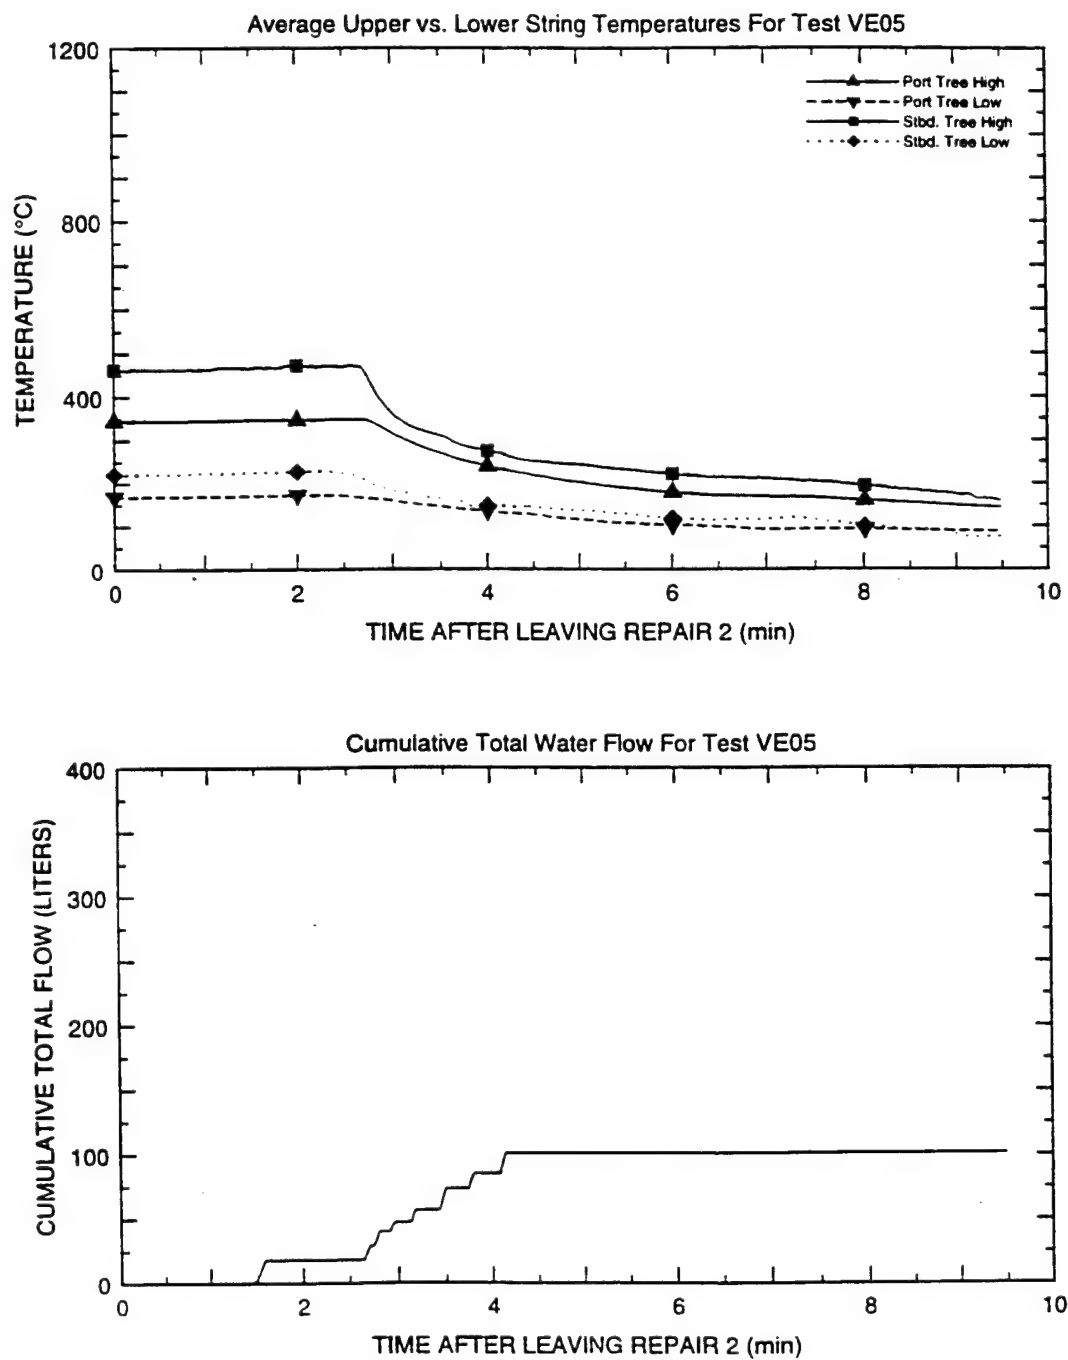 Average Upper vs. Lower String Temperatures For Test VE05
1200
800
400
0
TEMPERATURE (°C)
Port Tree High
Port Tree Low
Stbd. Tree High
Stbd. Tree Low
0 2 4 6 8 10
TIME AFTER LEAVING REPAIR 2 (min)
Cumulative Total Water Flow For Test VE05
400
300
200
100
0
CUMULATIVE TOTAL FLOW (LITERS)
0 2 4 6 8 10
TIME AFTER LEAVING REPAIR 2 (min)